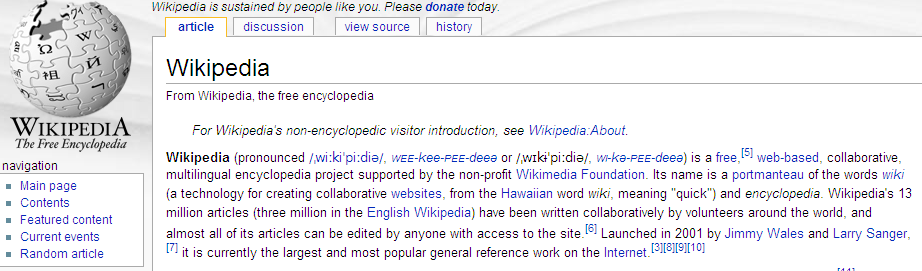 Wikipedia is sustained by people like you. Please donate today.
article discussion view source history
Ω W И 祖
WIKIPEDIA
The Free Encyclopedia
navigation
Main page
Contents
Featured content
Current events
Random article
Wikipedia
From Wikipedia, the free encyclopedia
For Wikipedia's non-encyclopedic visitor introduction, see Wikipedia:About.
Wikipedia (pronounced /ˌwiːkiˈpiːdiə/, WEE-kee-PEE-deeə or /ˌwɪkiˈpiːdiə/, WI-kə-PEE-deeə) is a free,[5] web-based, collaborative,
multilingual encyclopedia project supported by the non-profit Wikimedia Foundation. Its name is a portmanteau of the words wiki
(a technology for creating collaborative websites, from the Hawaiian word wiki, meaning "quick") and encyclopedia. Wikipedia's 13
million articles (three million in the English Wikipedia) have been written collaboratively by volunteers around the world, and
almost all of its articles can be edited by anyone with access to the site.[6] Launched in 2001 by Jimmy Wales and Larry Sanger,
[7] it is currently the largest and most popular general reference work on the Internet.[3][8][9][10]